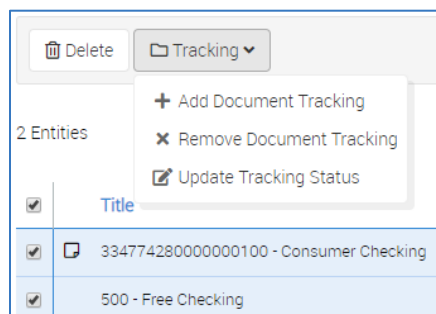 Delete Tracking
Add Document Tracking
2 Entities
Remove Document Tracking
Update Tracking Status
Title
334774280000000100 - Consumer Checking
500 - Free Checking